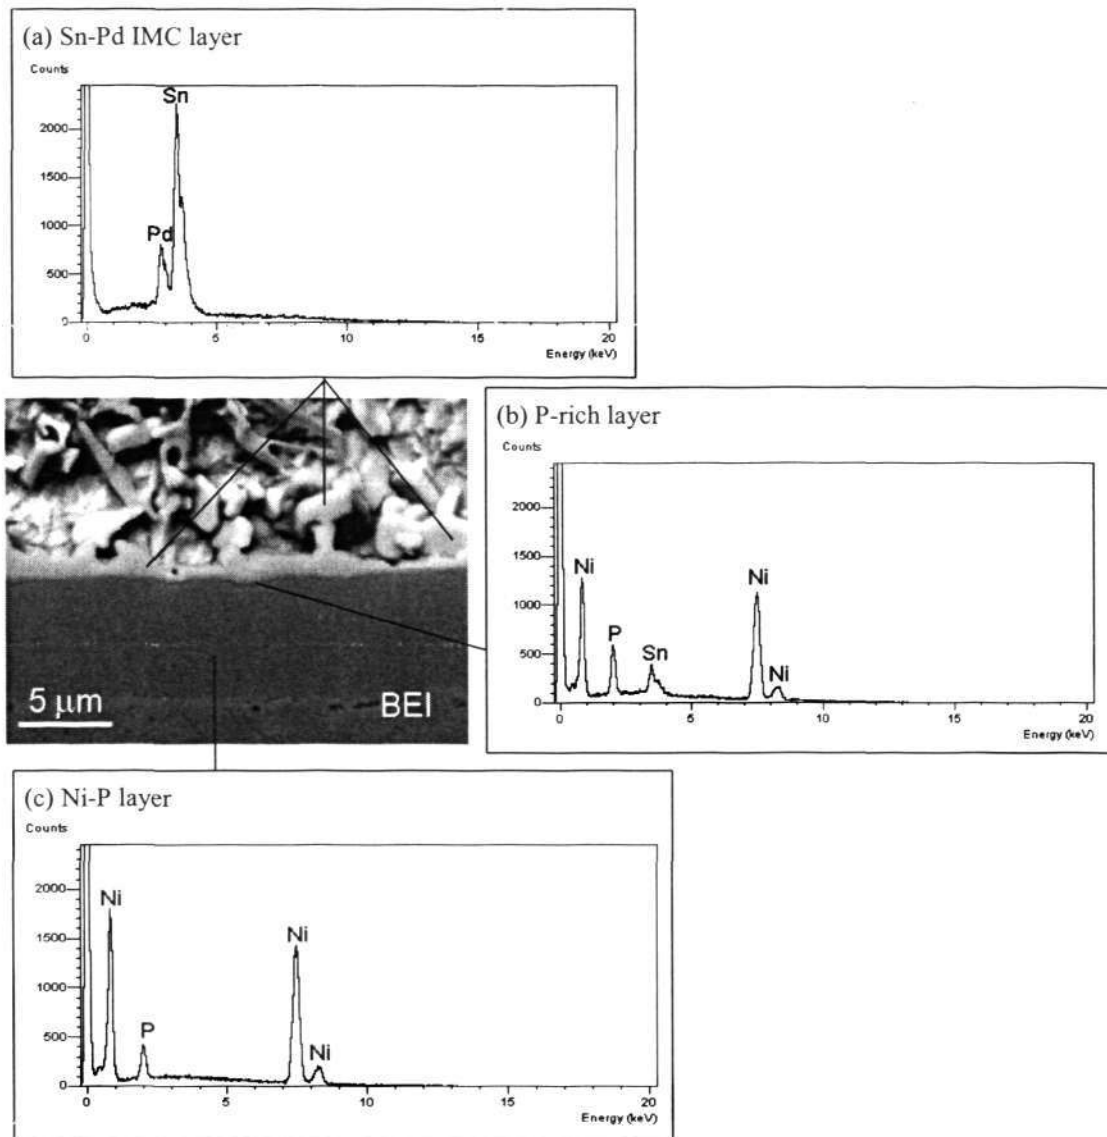 (a) Sn-Pd IMC layer
Counts
Sn
2000
1500
1000
Pd
500
0
0 5 10 15 20
Energy (keV)
(b) P-rich layer
Counts
2000
1500
Ni
Ni
1000
P
Sn
500
Ni
0
0 5 10 15 20
Energy (keV)
5 µm
BEI
(c) Ni-P layer
Counts
2000
Ni
1500
Ni
1000
500
P
Ni
0
0 5 10 15 20
Energy (keV)